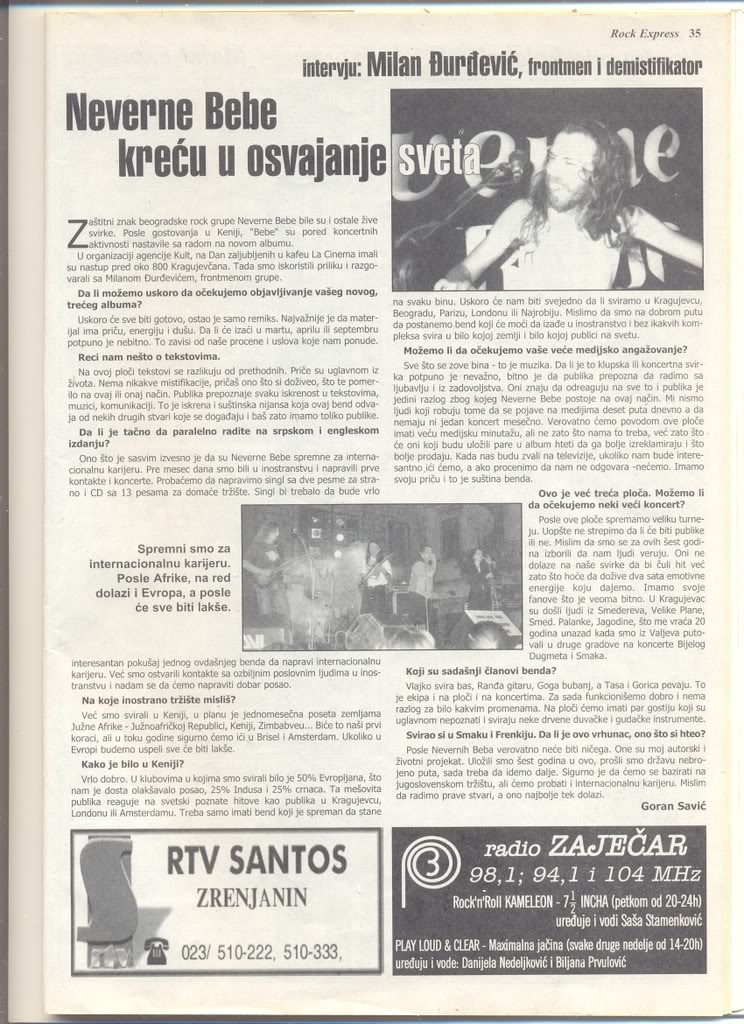 Rock Express 35
intervju: Milan Đurđević, frontmen i demistifikator
Neverne Bebe
kreću u osvajanje sveta
Zaštitni znak beogradske rock grupe Neverne Bebe bile su i ostale žive
svirke. Posle gostovanja u Keniji, "Bebe" su pored koncertnih
aktivnosti nastavile sa radom na novom albumu.
U organizaciji agencije Kult, na Dan zaljubljenih u kafeu La Cinema imali
su nastup pred oko 800 Kragujevčana. Tada smo iskoristili priliku i razgo-
varali sa Milanom Đurđevićem, frontmenom grupe.
Da li možemo uskoro da očekujemo objavljivanje vašeg novog,
trećeg albuma?
Uskoro će sve biti gotovo, ostao je samo remiks. Najvažnije je da mater-
ijal ima priču, energiju i dušu. Da li će izaći u martu, aprilu ili septembru
potpuno je nebitno. To zavisi od naše procene i uslova koje nam ponude.
Reci nam nešto o tekstovima.
Na ovoj ploči tekstovi se razlikuju od prethodnih. Priče su uglavnom iz
života. Nema nikakve mistifikacije, pričaš ono što si doživeo, što te pomer-
ilo na ovaj ili onaj način. Publika prepoznaje svaku iskrenost u tekstovima,
muzici, komunikaciji. To je iskrena i suštinska nijansa koja ovaj bend odva-
ja od nekih drugih stvari koje se događaju i baš zato imamo toliko publike.
Da li je tačno da paralelno radite na srpskom i engleskom
izdanju?
Ono što je sasvim izvesno je da su Neverne Bebe spremne za interna-
cionalnu karijeru. Pre mesec dana smo bili u inostranstvu i napravili prve
kontakte i koncerte. Probaćemo da napravimo singl sa dve pesme za stra-
no i CD sa 13 pesama za domaće tržište. Singl bi trebalo da bude vrlo
Spremni smo za
internacionalnu karijeru.
Posle Afrike, na red
dolazi i Evropa, a posle
će sve biti lakše.
interesantan pokušaj jednog ovdašnjeg benda da napravi internacionalnu
karijeru. Već smo ostvarili kontakte sa ozbiljnim poslovnim ljudima u inos-
transtvu i nadam se da ćemo napraviti dobar posao.
Na koje inostrano tržište misliš?
Već smo svirali u Keniji, u planu je jednomesečna poseta zemljama
Južne Afrike - Južnoafričkoj Republici, Keniji, Zimbabveu... Biće to naši prvi
koraci, ali u toku godine sigurno ćemo ići u Brisel i Amsterdam. Ukoliko u
Evropi budemo uspeli sve će biti lakše.
Kako je bilo u Keniji?
Vrlo dobro. U klubovima u kojima smo svirali bilo je 50% Evropljana, što
nam je dosta olakšavalo posao, 25% Indusa i 25% crnaca. Ta mešovita
publika reaguje na svetski poznate hitove kao publika u Kragujevcu,
Londonu ili Amsterdamu. Treba samo imati bend koji je spreman da stane
na svaku binu. Uskoro će nam biti svejedno da li sviramo u Kragujevcu,
Beogradu, Parizu, Londonu ili Najrobiju. Mislimo da smo na dobrom putu
da postanemo bend koji će moći da izađe u inostranstvo i bez ikakvih kom-
pleksa svira u bilo kojoj zemlji i bilo kojoj publici na svetu.
Možemo li da očekujemo vaše veće medijsko angažovanje?
Sve što se zove bina - to je muzika. Da li je to klupska ili koncertna svir-
ka potpuno je nevažno, bitno je da publika prepozna da radimo sa
ljubavlju i iz zadovoljstva. Oni znaju da odreaguju na sve to i publika je
jedini razlog zbog kojeg Neverne Bebe postoje na ovaj način. Mi nismo
ljudi koji robuju tome da se pojave na medijima deset puta dnevno a da
nemaju ni jedan koncert mesečno. Verovatno ćemo povodom ove ploče
imati veću medijsku minutažu, ali ne zato što nama to treba, već zato što
će oni koji budu uložili pare u album hteti da ga bolje izreklamiraju i što
bolje prodaju. Kada nas budu zvali na televizije, ukoliko nam bude intere-
santno ići ćemo, a ako procenimo da nam ne odgovara -nećemo. Imamo
svoju priču i to je suština benda.
Ovo je već treća ploča. Možemo li
da očekujemo neki veći koncert?
Posle ove ploče spremamo veliku turne-
ju. Uopšte ne strepimo da li će biti publike
ili ne. Mislim da smo se za ovih šest godi-
na izborili da nam ljudi veruju. Oni ne
dolaze na naše svirke da bi čuli hit već
zato što hoće da dožive dva sata emotivne
energije koju dajemo. Imamo svoje
fanove što je veoma bitno. U Kragujevac
su došli ljudi iz Smedereva, Velike Plane,
Smed. Palanke, Jagodine, što me vraća 20
godina unazad kada smo iz Valjeva puto-
vali u druge gradove na koncerte Bijelog
Dugmeta i Smaka.
Koji su sadašnji članovi benda?
Vlajko svira bas, Ranđa gitaru, Goga bubanj, a Tasa i Gorica pevaju. To
je ekipa i na ploči i na koncertima. Za sada funkcionišemo dobro i nema
razlog za bilo kakvim promenama. Na ploči ćemo imati par gostiju koji su
uglavnom nepoznati i sviraju neke drvene duvačke i gudačke instrumente.
Svirao si u Smaku i Frenkiju. Da li je ovo vrhunac, ono što si hteo?
Posle Nevernih Beba verovatno neće biti ničega. One su moj autorski i
životni projekat. Uložili smo šest godina u ovo, prošli smo državu nebro-
jeno puta, sada treba da idemo dalje. Sigurno je da ćemo se bazirati na
jugoslovenskom tržištu, ali ćemo probati i internacionalnu karijeru. Mislim
da radimo prave stvari, a ono najbolje tek dolazi.
Goran Savić
RTV SANTOS
ZRENJANIN
023/ 510-222, 510-333,
3
radio ZAJEČAR
98,1; 94,1 i 104 MHz
Rock'n'Roll KAMELEON - 7 1/2 INCHA (petkom od 20-24h)
uređuje i vodi Saša Stamenković
PLAY LOUD & CLEAR - Maximalna jačina (svake druge nedelje od 14-20h)
uređuju i vode: Danijela Nedeljković i Biljana Prvulović